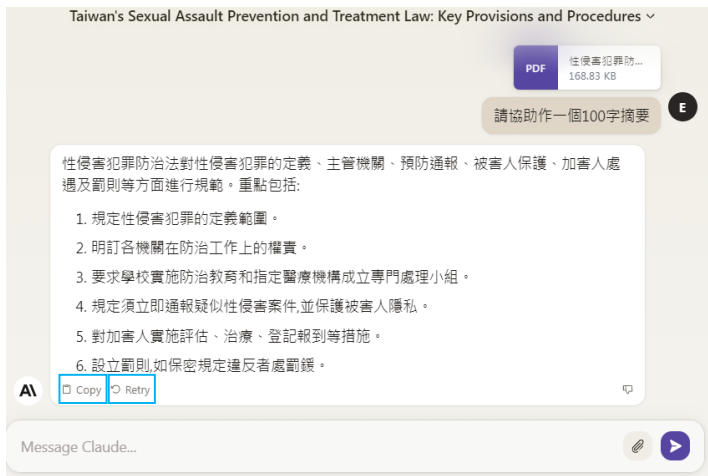 Taiwan's Sexual Assault Prevention and Treatment Law: Key Provisions and Procedures
PDF
性侵害犯罪防...
168.83 KB
請協助作一個100字摘要
E
性侵害犯罪防治法對性侵害犯罪的定義、主管機關、預防通報、被害人保護、加害人處
遇及罰則等方面進行規範。重點包括:
1. 規定性侵害犯罪的定義範圍。
2. 明訂各機關在防治工作上的權責。
3. 要求學校實施防治教育和指定醫療機構成立專門處理小組。
4. 規定須立即通報疑似性侵害案件,並保護被害人隱私。
5. 對加害人實施評估、治療、登記報到等措施。
6. 設立罰則,如保密規定違反者處罰鍰。
A\
Copy
Retry
Message Claude...